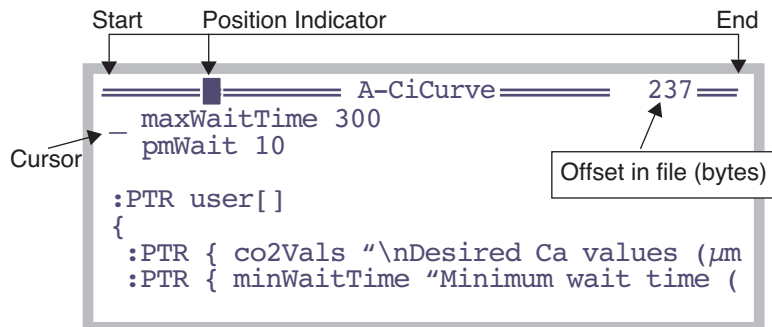 Start Position Indicator End
A–CiCurve 237
_ maxWaitTime 300
Cursor
pmWait 10
Offset in file (bytes)
:PTR user[]
{
:PTR { co2Vals “\nDesired Ca values (µm
:PTR { minWaitTime “Minimum wait time (